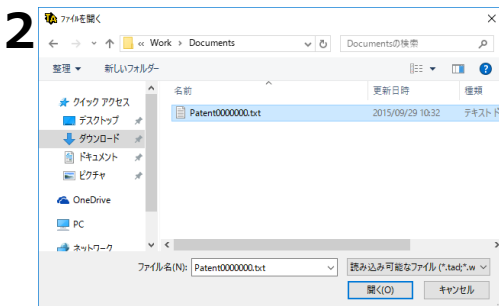 2
ファイルを開く
« Work › Documents
Documentsの検索
整理
新しいフォルダー
名前
更新日時
種類
クイック アクセス
Patent0000000.txt
2015/09/29 10:32
テキスト ド
デスクトップ
ダウンロード
ドキュメント
ピクチャ
OneDrive
PC
ネットワーク
ファイル名(N):
Patent0000000.txt
読み込み可能なファイル (*.tad;*.w
開く(O)
キャンセル